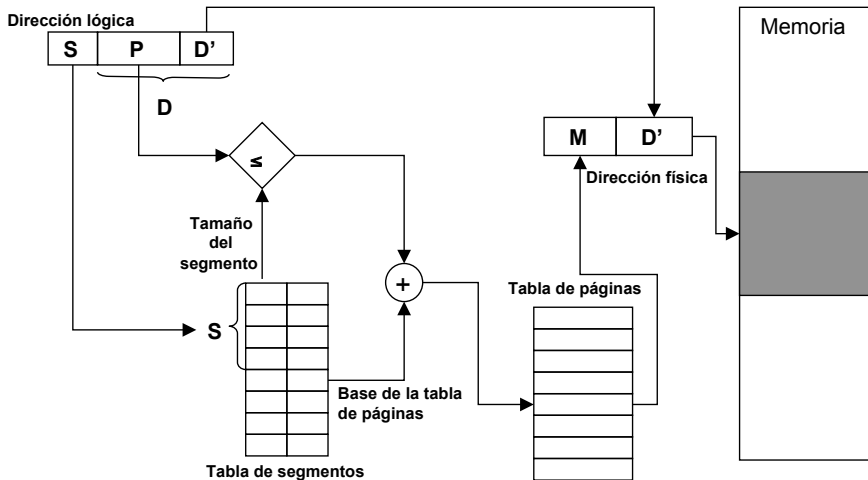 Dirección lógica
S P D’
D
≤
Tamaño
del
segmento
S
Tabla de segmentos
+
Base de la tabla
de páginas
Tabla de páginas
M D’
Dirección física
Memoria